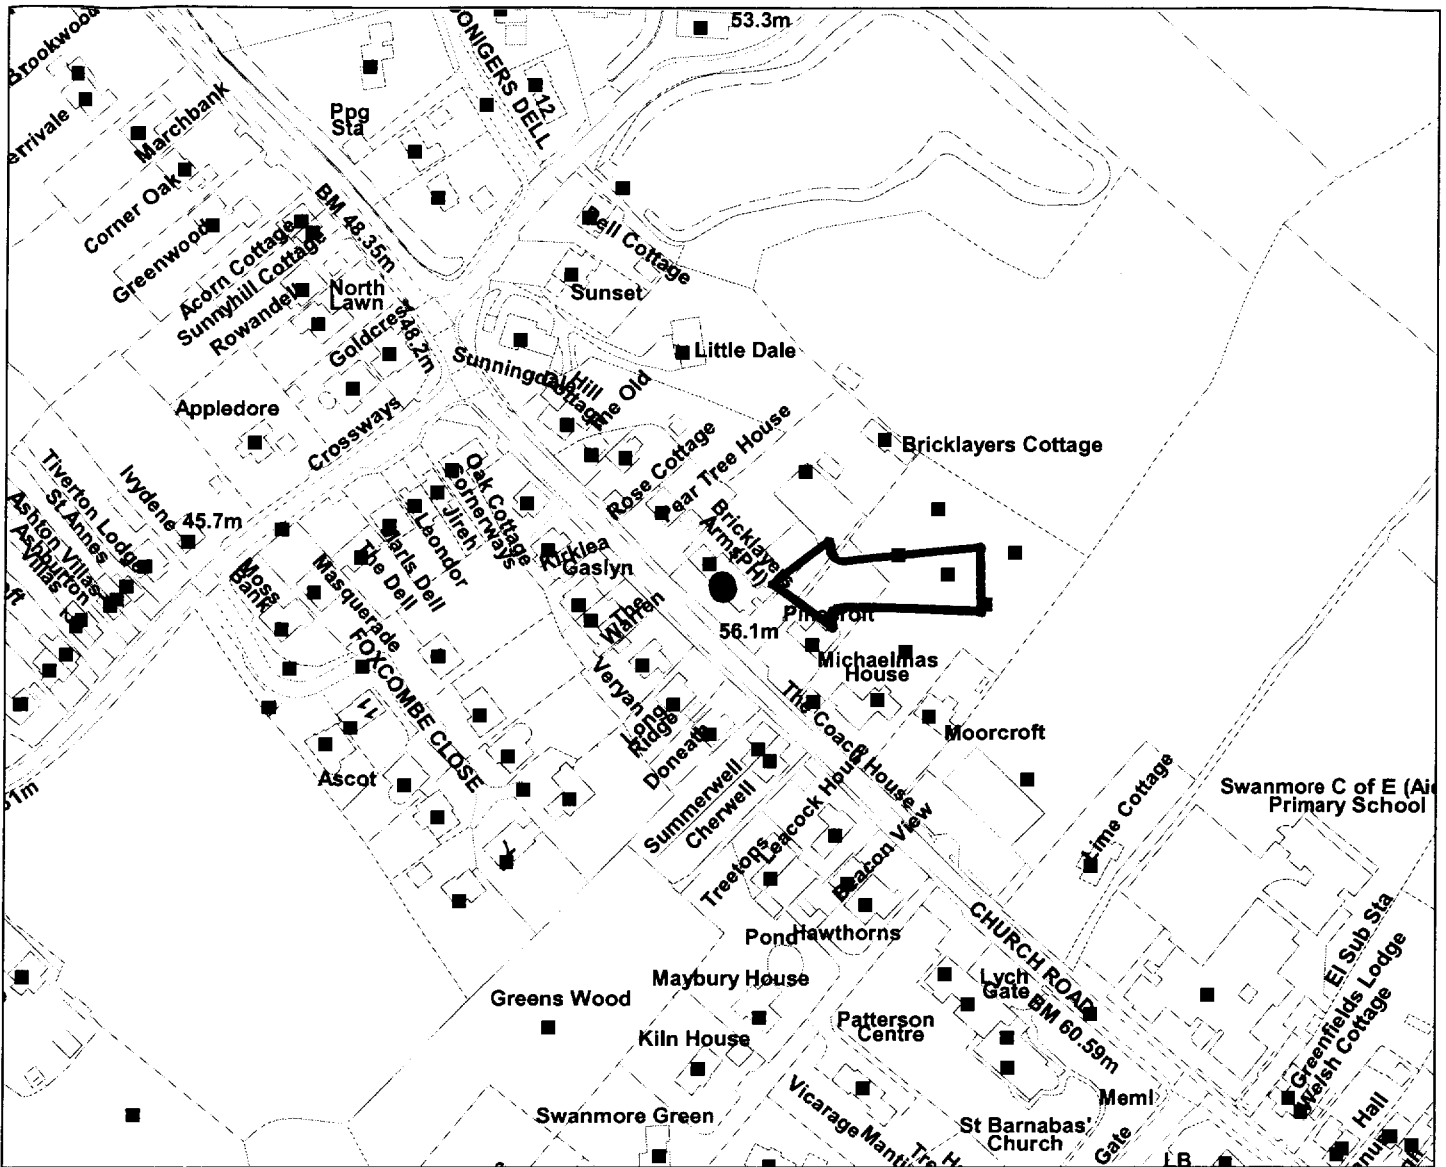 Brookwood
53.3m
CONIGERS DELL
12
Ppg
Sta
Marchbank
errivale
Corner Oak
BM 48.35m
Bell Cottage
Greenwood
Acorn Cottage
Sunnyhill Cottage
Rowandell
North
Lawn
Sunset
Goldcrest
48.2m
Little Dale
Sunningdale
Hill
Cottage
The Old
Appledore
Crossways
Rose Cottage
Pear Tree House
Bricklayers Cottage
Tiverton Lodge
St Annes
Ivydene
45.7m
Ashton Villas
Ashburton
Villas
Oak Cottage
Cornerways
Jireh
Leondor
Marls Dell
The Dell
Masquerade
Moss
Bank
Kirklea
Gaslyn
Bricklayers
Arms(PH)
The
Warren
56.1m
Pinecroft
Michaelmas
House
FOXCOMBE CLOSE
11
Veryan
Long
Ridge
Doneath
The Coach House
Moorcroft
Ascot
Summerwell
Cherwell
Leacock House
Treetops
Beacon View
Lime Cottage
Swanmore C of E (Aid
Primary School
Pond
Hawthorns
CHURCH ROAD
El Sub Sta
Greenfields Lodge
Welsh Cottage
Maybury House
Greens Wood
Lych
Gate
BM 60.59m
Patterson
Centre
Kiln House
Vicarage
Swanmore Green
St Barnabas'
Church
Meml
Gate
Hall
LB